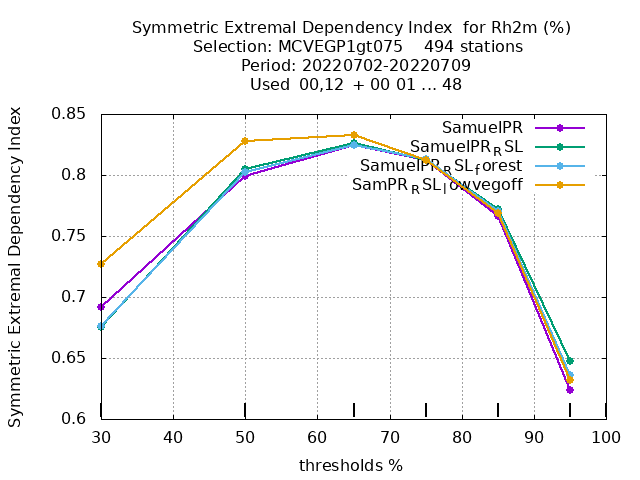 Symmetric Extremal Dependency Index for Rh2m (%)
Selection: MCVEGP1gt075 494 stations
Period: 20220702-20220709
Used 00,12 + 00 01 ... 48
Symmetric Extremal Dependency Index
0.85
0.8
0.75
0.7
0.65
0.6
SamuelPR
SamuelPR_RSL
SamuelPR_RSL_forest
SamPR_RSL_lowvegoff
30 40 50 60 70 80 90 100
thresholds %